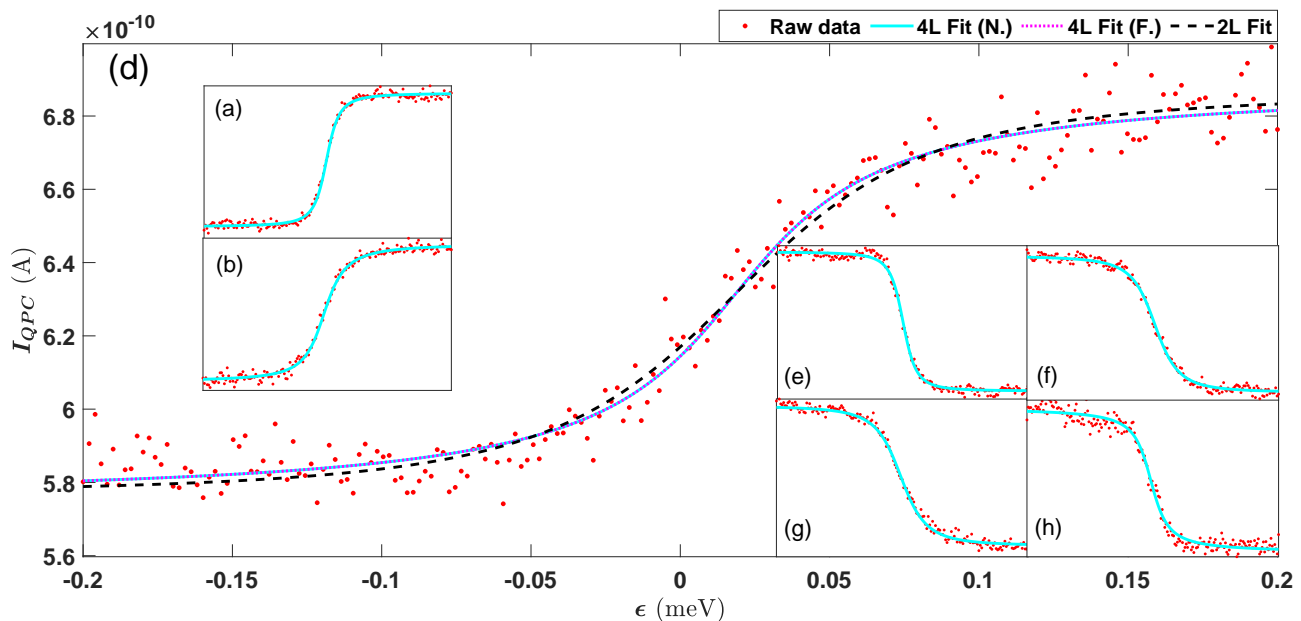 ×10⁻¹⁰
Raw data 4L Fit (N.) 4L Fit (F.) 2L Fit
(d)
(a)
(b)
(e)
(f)
(g)
(h)
6.8
6.6
6.4
6.2
6
5.8
5.6
I_QPC (A)
-0.2 -0.15 -0.1 -0.05 0 0.05 0.1 0.15 0.2
ϵ (meV)